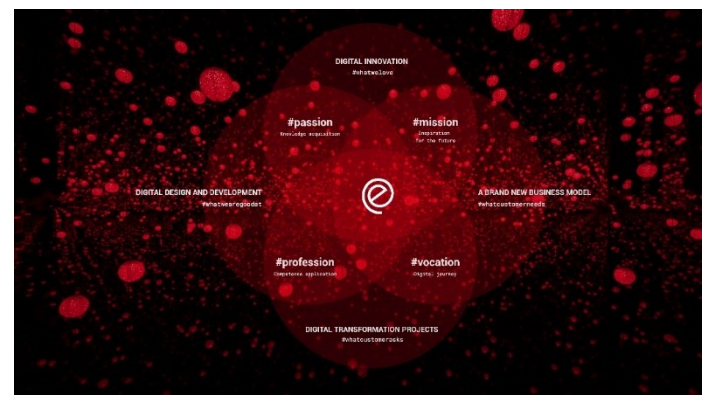 DIGITAL INNOVATION
#whatwelove
#passion
Knowledge acquisition
#mission
Inspiration
for the future
DIGITAL DESIGN AND DEVELOPMENT
#whatwearegoodat
e
A BRAND NEW BUSINESS MODEL
#whatcustomerneeds
#profession
Competence application
#vocation
Digital journey
DIGITAL TRANSFORMATION PROJECTS
#whatcustomerasks